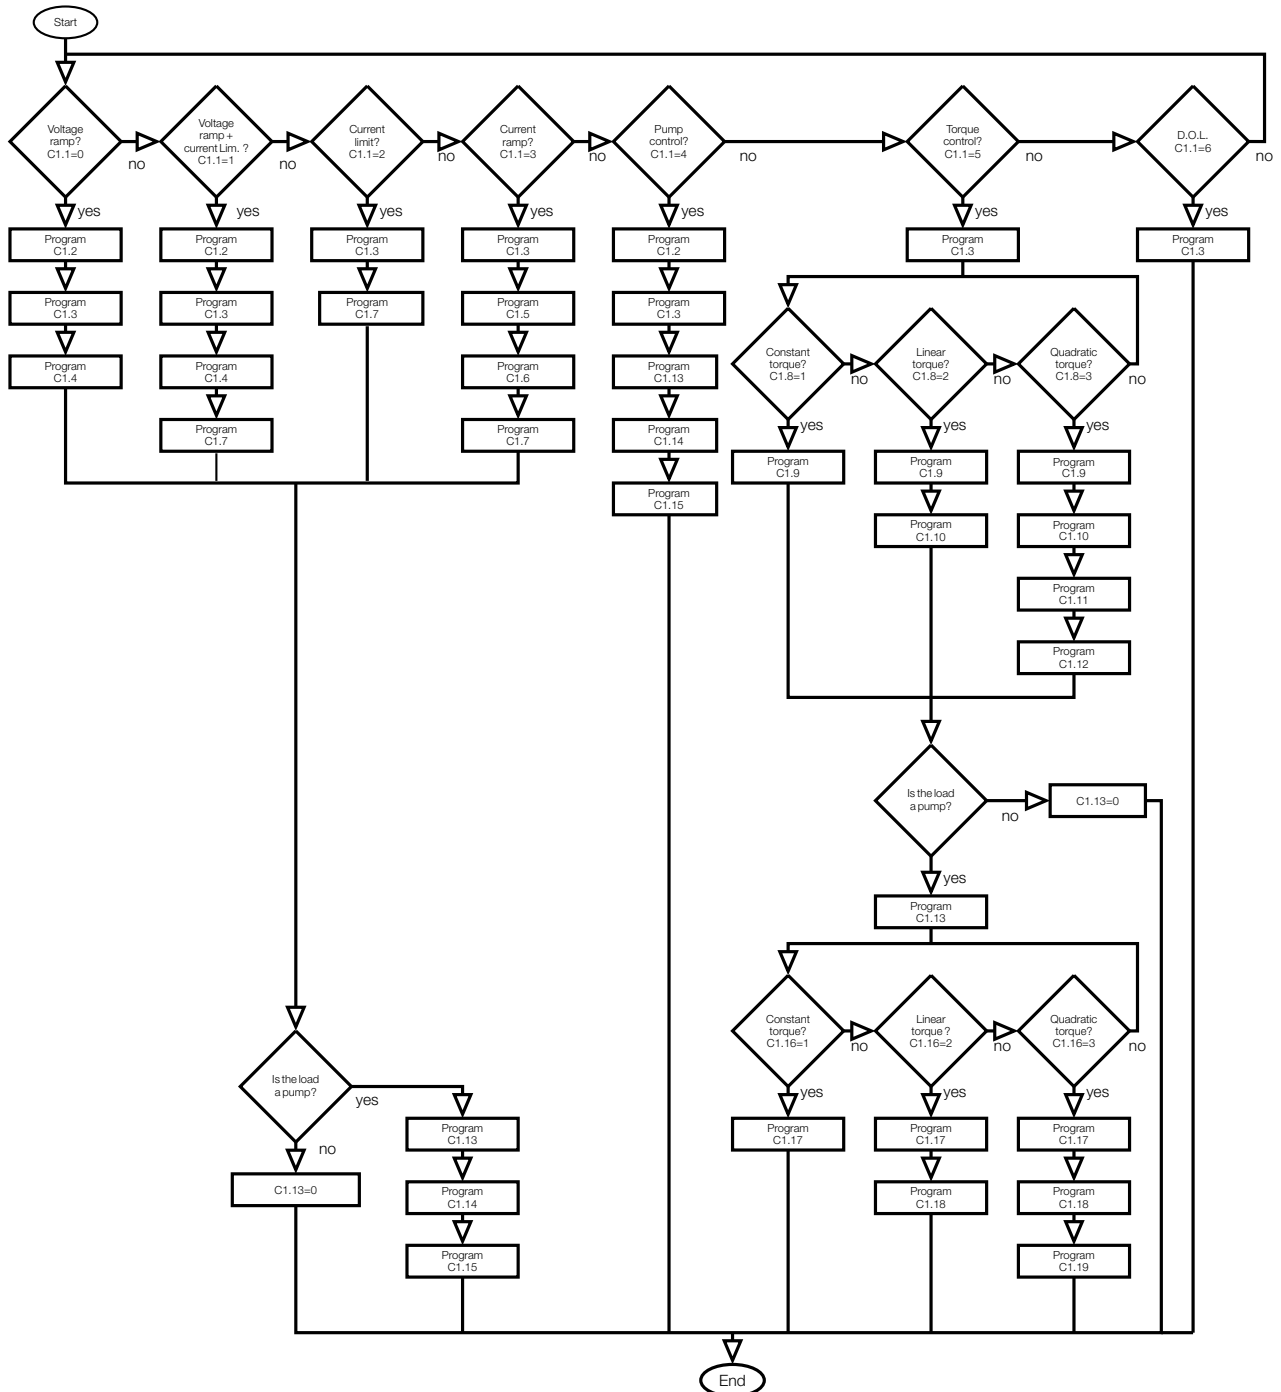 Start
Voltage
ramp?
C1.1=0
no
Voltage
ramp +
current Lim. ?
C1.1=1
no
Current
limit?
C1.1=2
no
Current
ramp?
C1.1=3
no
Pump
control?
C1.1=4
no
Torque
control?
C1.1=5
no
D.O.L.
C1.1=6
no
yes
yes
yes
yes
yes
yes
yes
Program
C1.2
Program
C1.2
Program
C1.3
Program
C1.3
Program
C1.2
Program
C1.3
Program
C1.3
Program
C1.3
Program
C1.3
Program
C1.7
Program
C1.5
Program
C1.3
Program
C1.4
Program
C1.4
Program
C1.6
Program
C1.13
Constant
torque?
C1.8=1
no
Linear
torque?
C1.8=2
no
Quadratic
torque?
C1.8=3
no
Program
C1.7
Program
C1.7
Program
C1.14
yes
yes
yes
Program
C1.15
Program
C1.9
Program
C1.9
Program
C1.9
Program
C1.10
Program
C1.10
Program
C1.11
Program
C1.12
Is the load
a pump?
no
C1.13=0
yes
Program
C1.13
Constant
torque?
C1.16=1
no
Linear
torque ?
C1.16=2
no
Quadratic
torque?
C1.16=3
no
Is the load
a pump?
yes
yes
yes
yes
no
Program
C1.13
Program
C1.17
Program
C1.17
Program
C1.17
C1.13=0
Program
C1.14
Program
C1.18
Program
C1.18
Program
C1.15
Program
C1.19
End